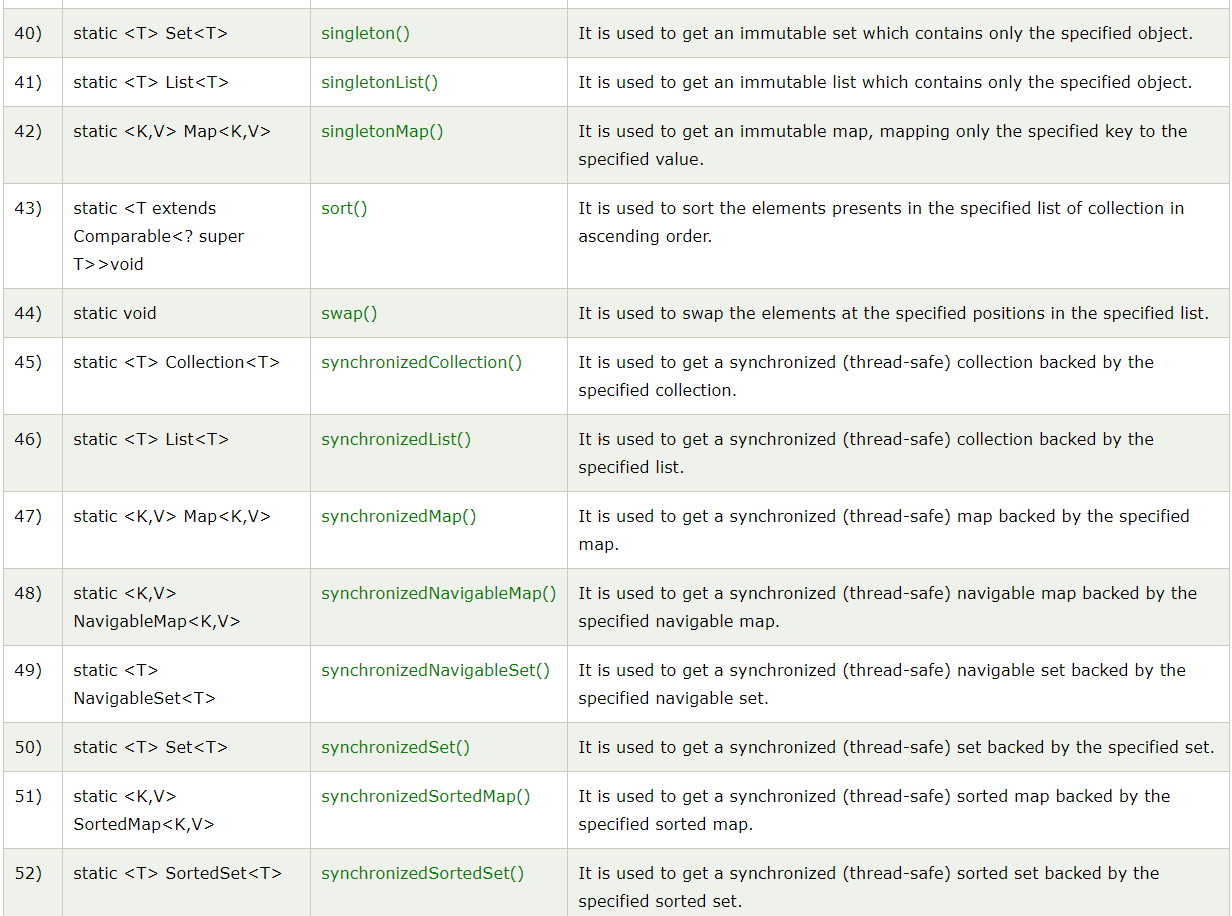 40) static <T> Set<T> singleton() It is used to get an immutable set which contains only the specified object.
41) static <T> List<T> singletonList() It is used to get an immutable list which contains only the specified object.
42) static <K,V> Map<K,V> singletonMap() It is used to get an immutable map, mapping only the specified key to the
specified value.
43) static <T extends sort() It is used to sort the elements presents in the specified list of collection in
Comparable<? super ascending order.
T>>void
44) static void swap() It is used to swap the elements at the specified positions in the specified list.
45) static <T> Collection<T> synchronizedCollection() It is used to get a synchronized (thread-safe) collection backed by the
specified collection.
46) static <T> List<T> synchronizedList() It is used to get a synchronized (thread-safe) collection backed by the
specified list.
47) static <K,V> Map<K,V> synchronizedMap() It is used to get a synchronized (thread-safe) map backed by the specified
map.
48) static <K,V> synchronizedNavigableMap() It is used to get a synchronized (thread-safe) navigable map backed by the
NavigableMap<K,V> specified navigable map.
49) static <T> synchronizedNavigableSet() It is used to get a synchronized (thread-safe) navigable set backed by the
NavigableSet<T> specified navigable set.
50) static <T> Set<T> synchronizedSet() It is used to get a synchronized (thread-safe) set backed by the specified set.
51) static <K,V> synchronizedSortedMap() It is used to get a synchronized (thread-safe) sorted map backed by the
SortedMap<K,V> specified sorted map.
52) static <T> SortedSet<T> synchronizedSortedSet() It is used to get a synchronized (thread-safe) sorted set backed by the
specified sorted set.